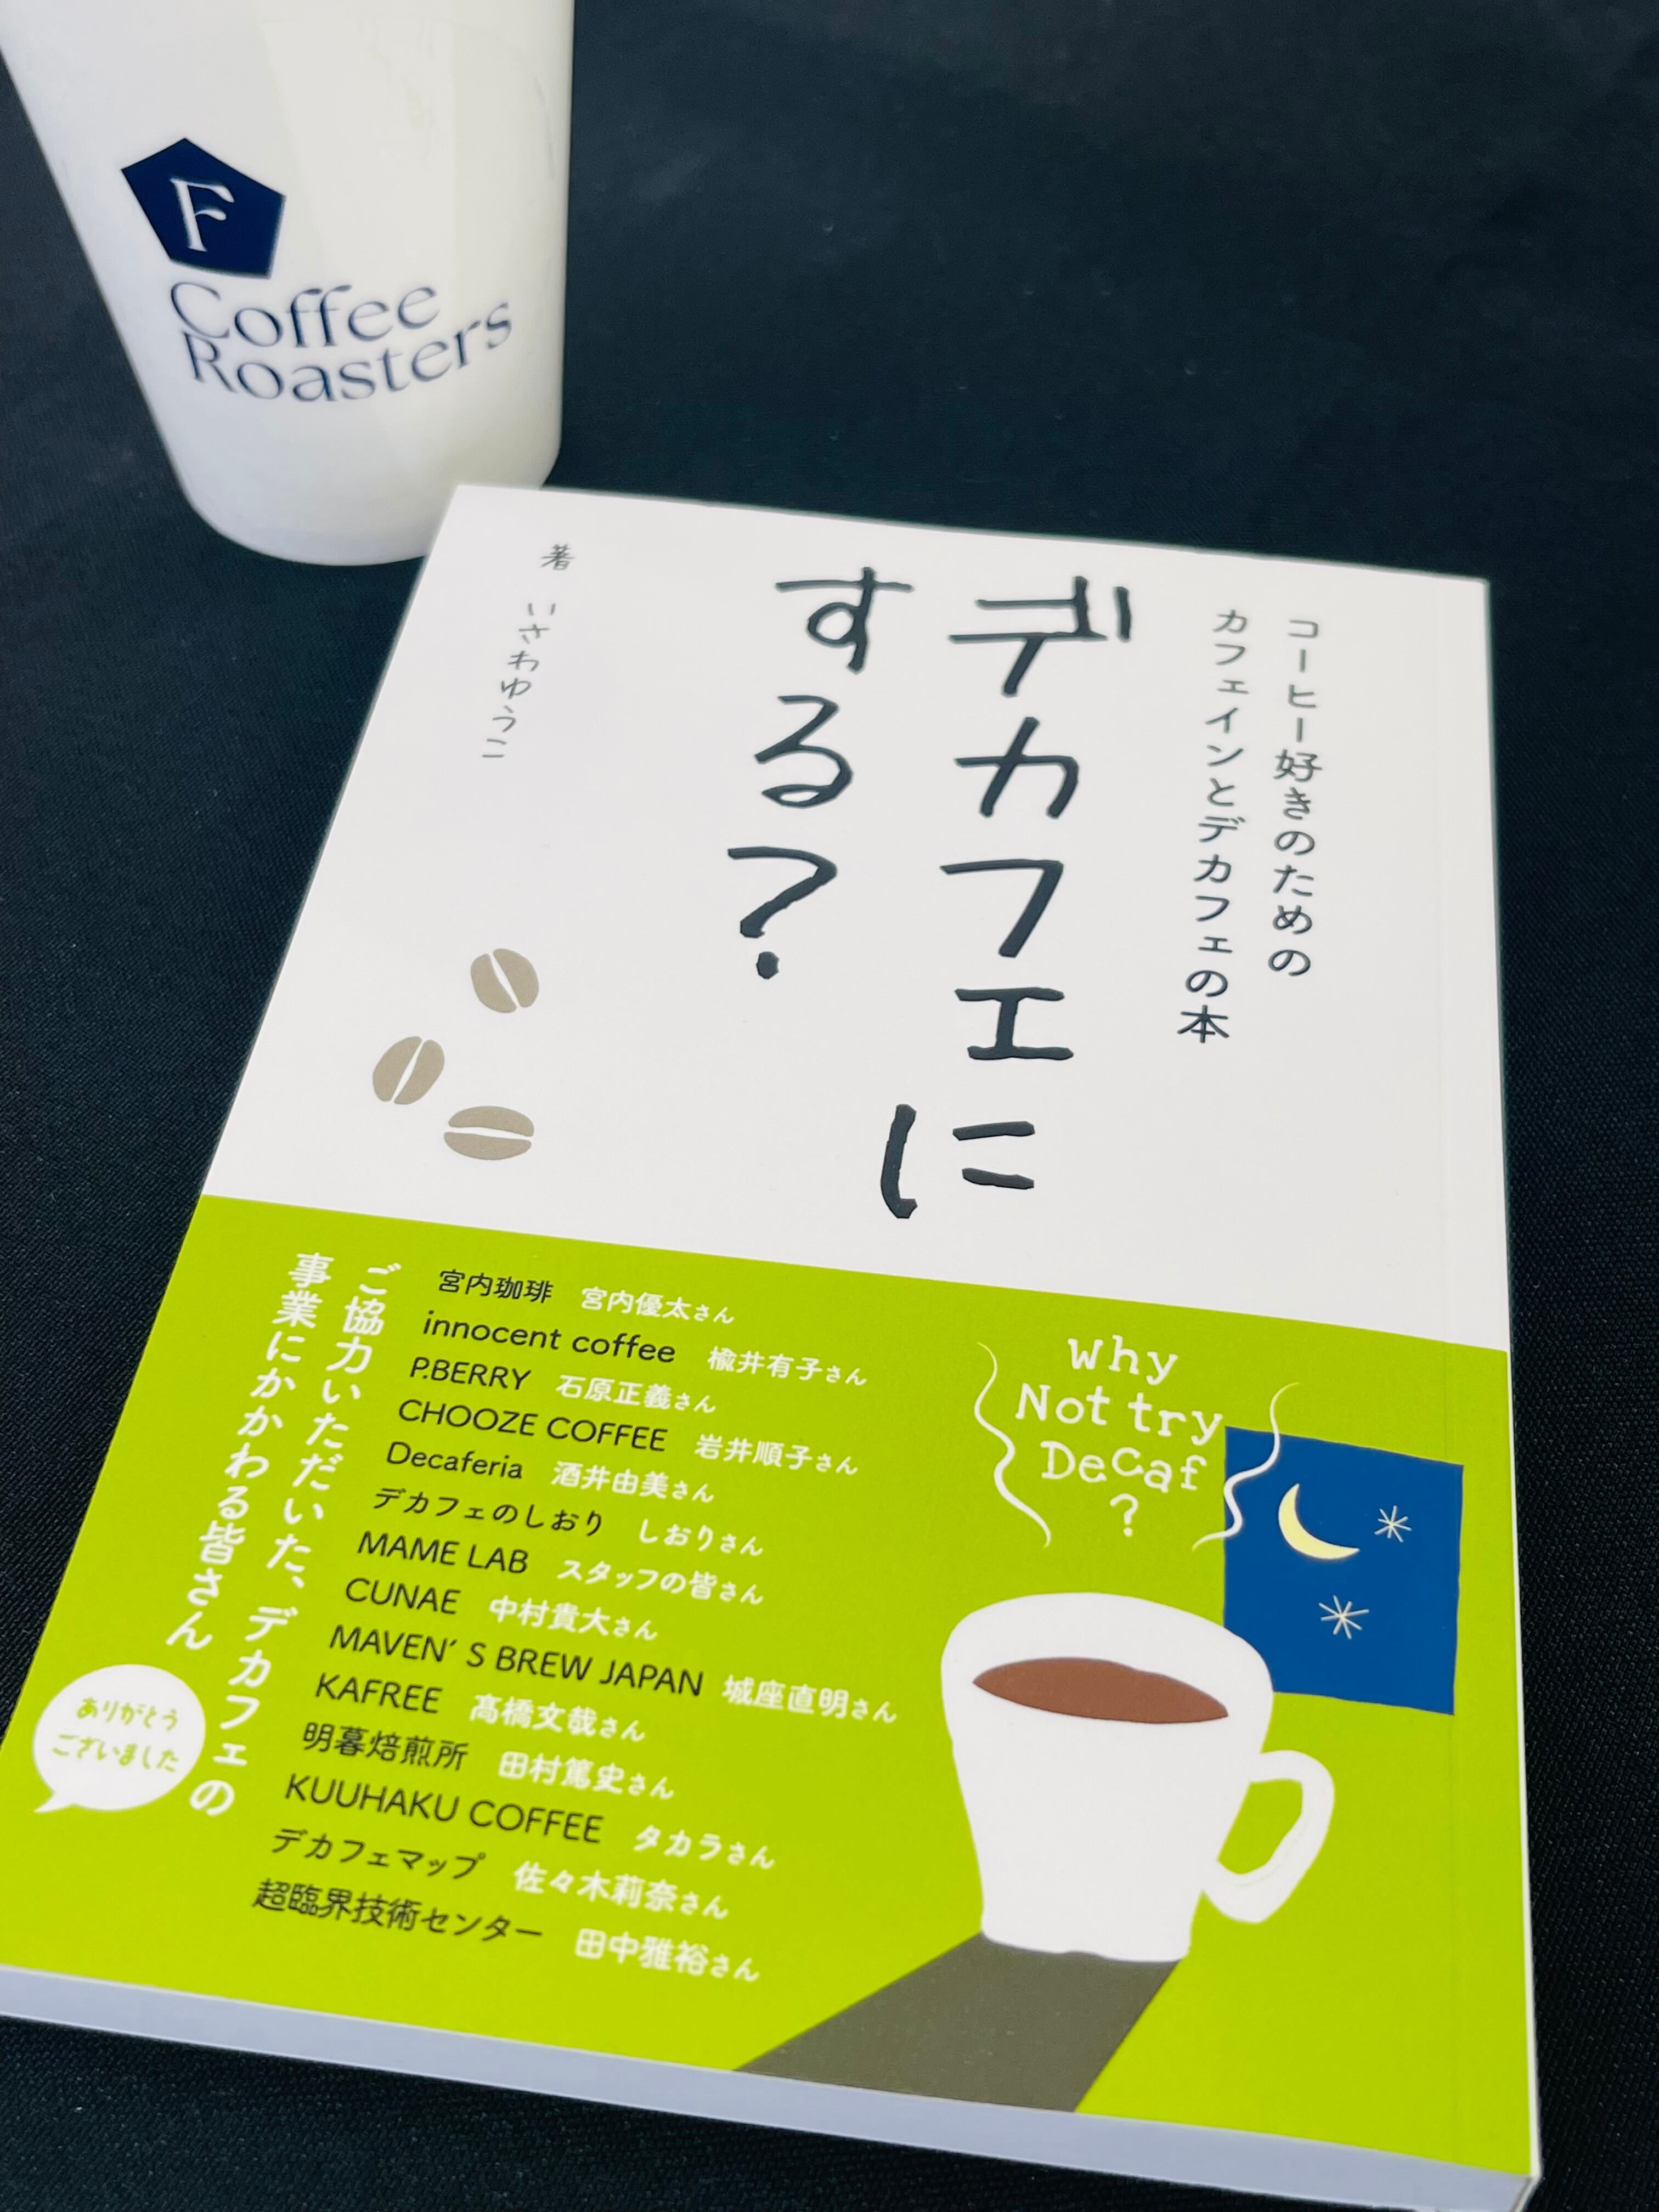 F
Coffee
Roasters
コーヒー好きのための
カフェインとデカフェの本
デカフェに
する?
著 いさわゆうこ
Why
Not try
Decaf
?
宮内珈琲 宮内優太さん
innocent coffee 楡井有子さん
P.BERRY 石原正義さん
CHOOZE COFFEE 岩井順子さん
Decaferia 酒井由美さん
デカフェのしおり しおりさん
MAME LAB スタッフの皆さん
CUNAE 中村貴大さん
MAVEN’ S BREW JAPAN 城座直明さん
KAFREE 髙橋文哉さん
明暮焙煎所 田村篤史さん
KUUHAKU COFFEE タカラさん
デカフェマップ 佐々木莉奈さん
超臨界技術センター 田中雅裕さん
ご協力いただいた、デカフェの
事業にかかわる皆さん
ありがとう
ございました